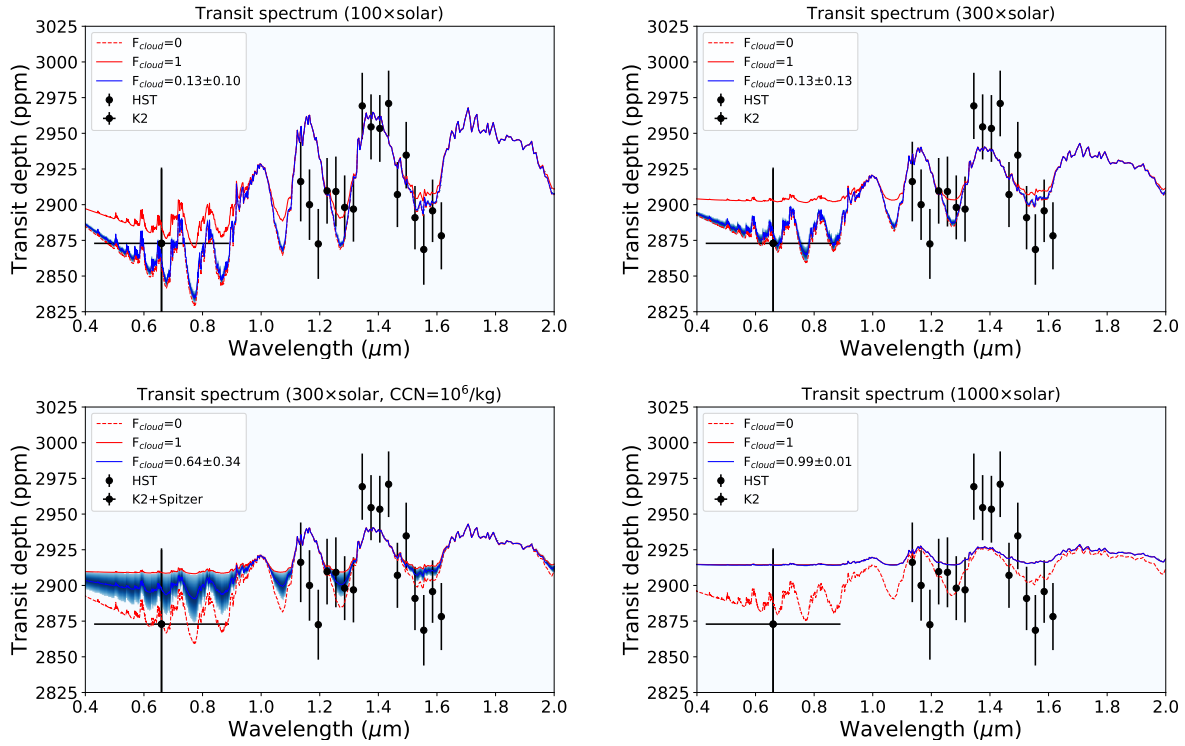 Transit spectrum (100×solar)
Transit depth (ppm)
3025
3000
2975
2950
2925
2900
2875
2850
2825
F_cloud=0
F_cloud=1
F_cloud=0.13±0.10
HST
K2
0.4 0.6 0.8 1.0 1.2 1.4 1.6 1.8 2.0
Wavelength (μm)
Transit spectrum (300×solar)
Transit depth (ppm)
3025
3000
2975
2950
2925
2900
2875
2850
2825
F_cloud=0
F_cloud=1
F_cloud=0.13±0.13
HST
K2
0.4 0.6 0.8 1.0 1.2 1.4 1.6 1.8 2.0
Wavelength (μm)
Transit spectrum (300×solar, CCN=10⁶/kg)
Transit depth (ppm)
3025
3000
2975
2950
2925
2900
2875
2850
2825
F_cloud=0
F_cloud=1
F_cloud=0.64±0.34
HST
K2+Spitzer
0.4 0.6 0.8 1.0 1.2 1.4 1.6 1.8 2.0
Wavelength (μm)
Transit spectrum (1000×solar)
Transit depth (ppm)
3025
3000
2975
2950
2925
2900
2875
2850
2825
F_cloud=0
F_cloud=1
F_cloud=0.99±0.01
HST
K2
0.4 0.6 0.8 1.0 1.2 1.4 1.6 1.8 2.0
Wavelength (μm)